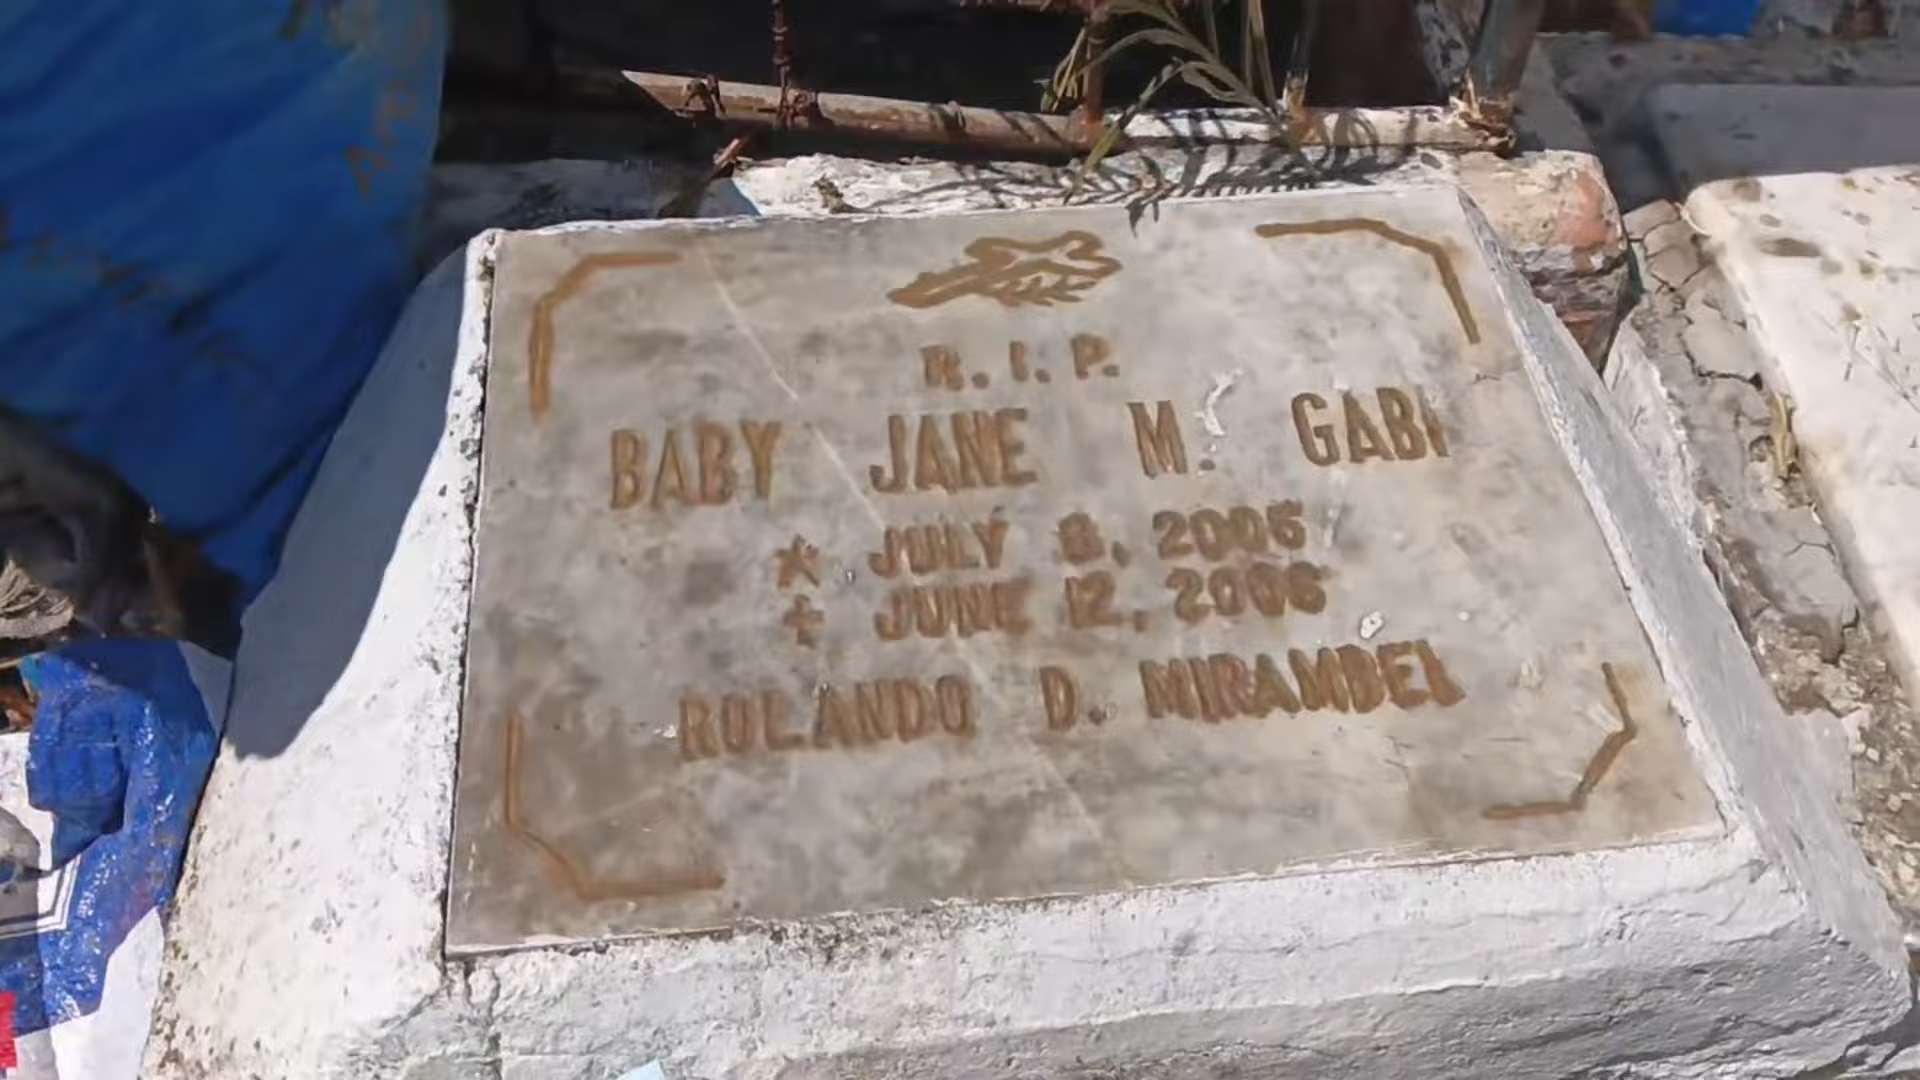 R. I. P.
BABY JANE M. GABI
★ JULY 8, 2005
+ JUNE 12, 2006
ROLANDO D. MIRAMBEL